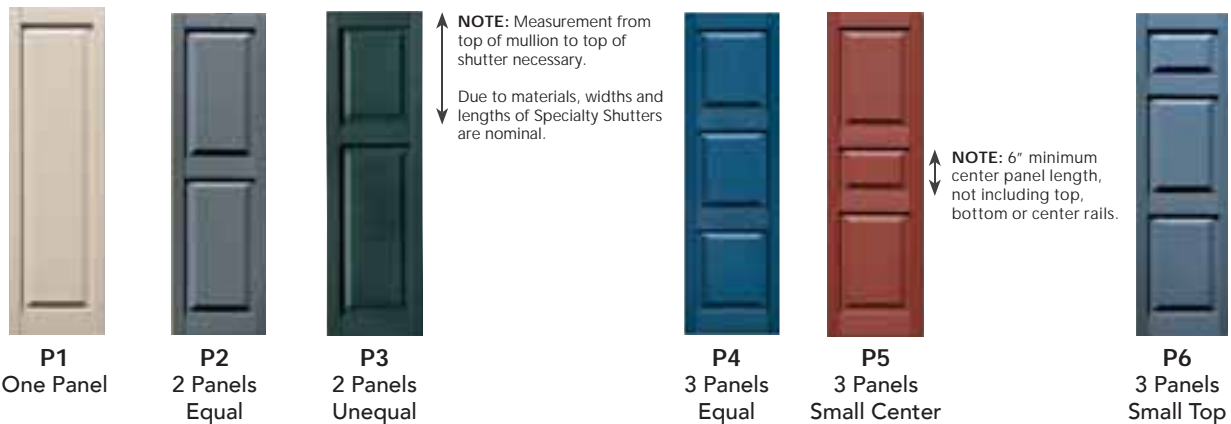 NOTE: Measurement from
top of mullion to top of
shutter necessary.
Due to materials, widths and
lengths of Specialty Shutters
are nominal.
NOTE: 6″ minimum
center panel length,
not including top,
bottom or center rails.
P1
One Panel
P2
2 Panels
Equal
P3
2 Panels
Unequal
P4
3 Panels
Equal
P5
3 Panels
Small Center
P6
3 Panels
Small Top